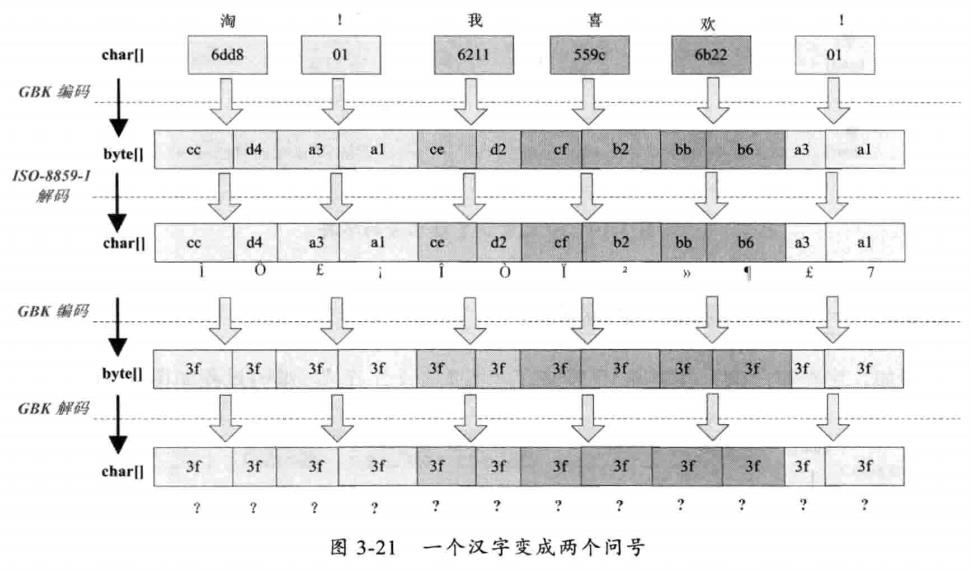 淘 ! 我 喜 欢 !
char[] 6dd8 01 6211 559c 6b22 01
GBK 编码
byte[] cc d4 a3 a1 ce d2 cf b2 bb b6 a3 a1
ISO-8859-1
解码
char[] cc d4 a3 a1 ce d2 cf b2 bb b6 a3 a1
Ì Ô £ ¡ Î Ò Ï ² » ¶ £ 7
GBK 编码
byte[] 3f 3f 3f 3f 3f 3f 3f 3f 3f 3f 3f 3f
GBK 解码
char[] 3f 3f 3f 3f 3f 3f 3f 3f 3f 3f 3f 3f
? ? ? ? ? ? ? ? ? ? ? ?
图 3-21 一个汉字变成两个问号